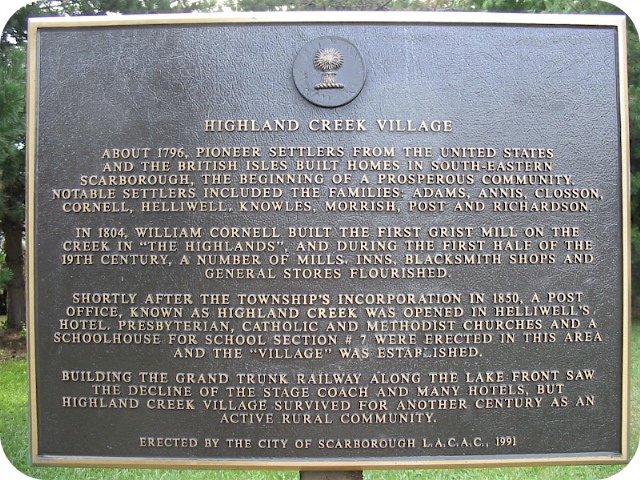 HIGHLAND CREEK VILLAGE
ABOUT 1796, PIONEER SETTLERS FROM THE UNITED STATES
AND THE BRITISH ISLES BUILT HOMES IN SOUTH-EASTERN
SCARBOROUGH, THE BEGINNING OF A PROSPEROUS COMMUNITY.
NOTABLE SETTLERS INCLUDED THE FAMILIES: ADAMS, ANNIS, CLOSSON,
CORNELL, HELLIWELL, KNOWLES, MORRISH, POST AND RICHARDSON.
IN 1804, WILLIAM CORNELL BUILT THE FIRST GRIST MILL ON THE
CREEK IN "THE HIGHLANDS", AND DURING THE FIRST HALF OF THE
19TH CENTURY, A NUMBER OF MILLS, INNS, BLACKSMITH SHOPS AND
GENERAL STORES FLOURISHED.
SHORTLY AFTER THE TOWNSHIP'S INCORPORATION IN 1850, A POST
OFFICE, KNOWN AS HIGHLAND CREEK WAS OPENED IN HELLIWELL'S
HOTEL. PRESBYTERIAN, CATHOLIC AND METHODIST CHURCHES AND A
SCHOOLHOUSE FOR SCHOOL SECTION # 7 WERE ERECTED IN THIS AREA
AND THE "VILLAGE" WAS ESTABLISHED.
BUILDING THE GRAND TRUNK RAILWAY ALONG THE LAKE FRONT SAW
THE DECLINE OF THE STAGE COACH AND MANY HOTELS, BUT
HIGHLAND CREEK VILLAGE SURVIVED FOR ANOTHER CENTURY AS AN
ACTIVE RURAL COMMUNITY.
ERECTED BY THE CITY OF SCARBOROUGH L.A.C.A.C., 1991